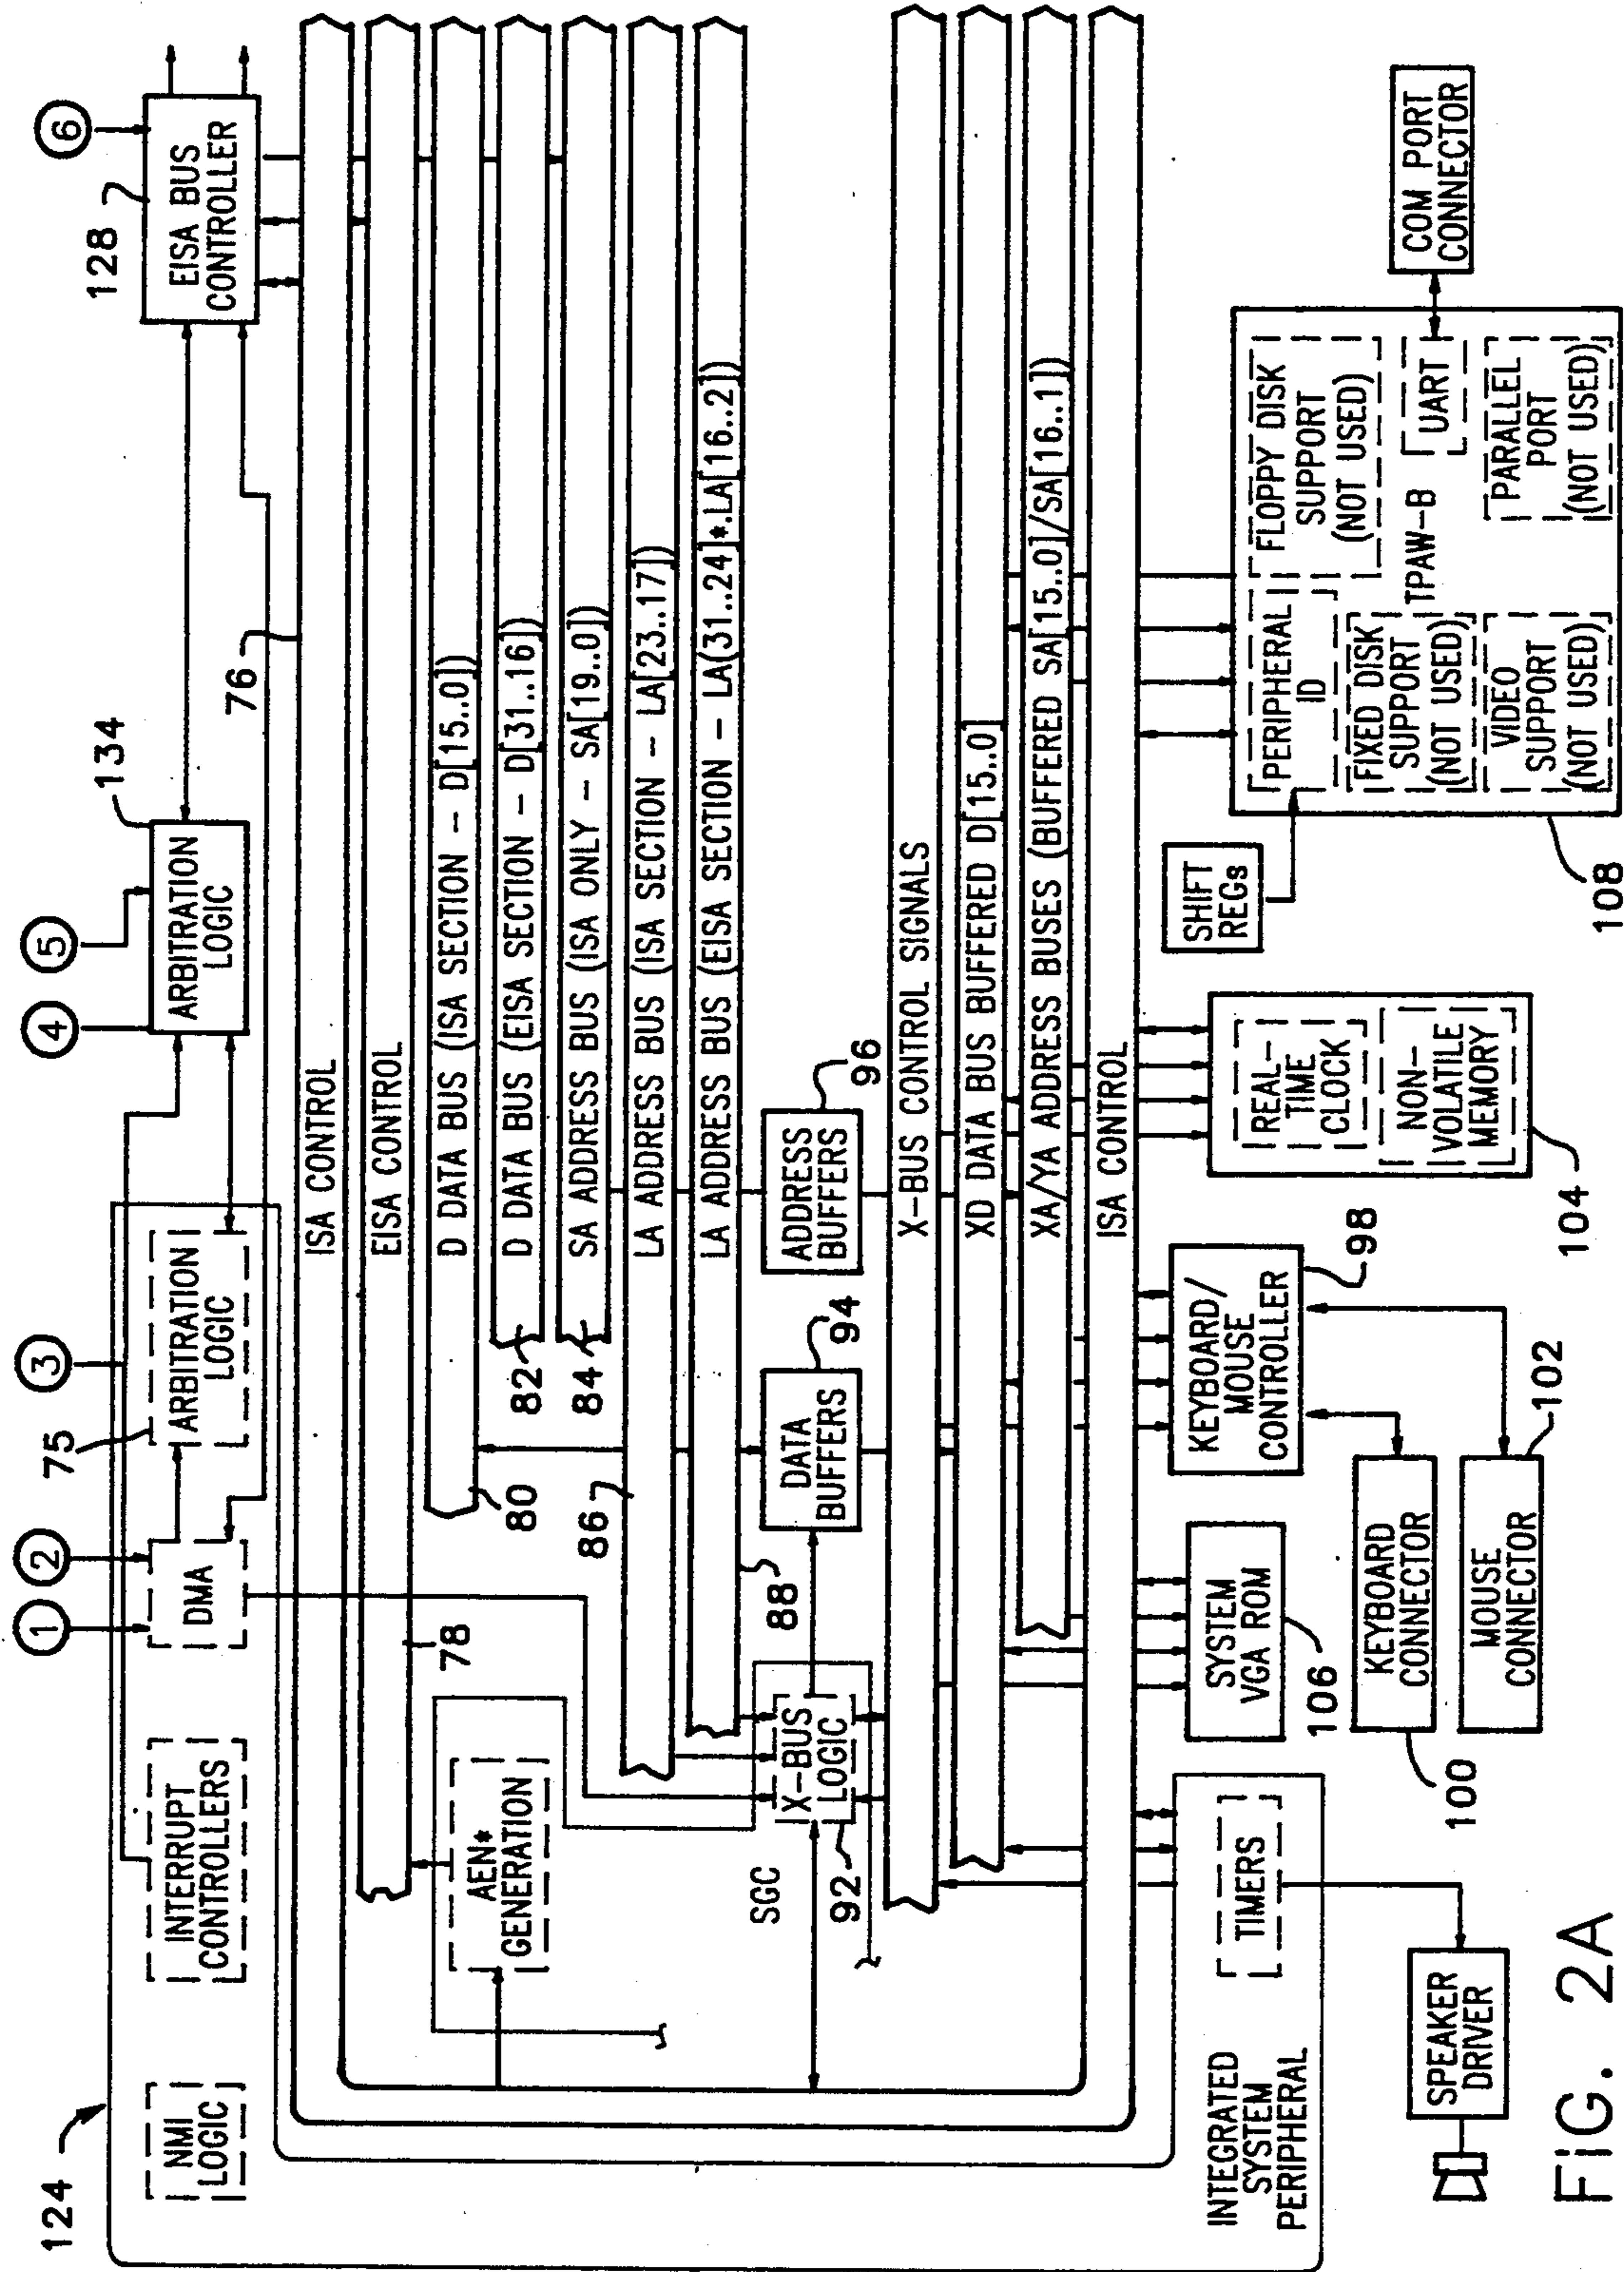 124
1
2
3
4
5
6
NMI
LOGIC
INTERRUPT
CONTROLLERS
DMA
75
ARBITRATION
LOGIC
134
ARBITRATION
LOGIC
128
EISA BUS
CONTROLLER
76
ISA CONTROL
78
EISA CONTROL
80
D DATA BUS (ISA SECTION – D[15..0])
82
D DATA BUS (EISA SECTION – D[31..16])
84
SA ADDRESS BUS (ISA ONLY – SA[19..0])
86
LA ADDRESS BUS (ISA SECTION – LA[23..17])
88
LA ADDRESS BUS (EISA SECTION – LA(31..24]*.LA[16..2])
AEN*
GENERATION
SGC
X-BUS
LOGIC
92
DATA
BUFFERS
94
ADDRESS
BUFFERS
96
X-BUS CONTROL SIGNALS
XD DATA BUS BUFFERED D[15..0]
XA/YA ADDRESS BUSES (BUFFERED SA[15..0]/SA[16..1])
ISA CONTROL
INTEGRATED
SYSTEM
PERIPHERAL
TIMERS
SPEAKER
DRIVER
SYSTEM
VGA ROM
106
KEYBOARD/
MOUSE
CONTROLLER
98
KEYBOARD
CONNECTOR
100
MOUSE
CONNECTOR
102
REAL-
TIME
CLOCK
NON-
VOLATILE
MEMORY
104
SHIFT
REGs
PERIPHERAL
ID
FLOPPY DISK
SUPPORT
(NOT USED)
FIXED DISK
SUPPORT
(NOT USED)
TPAW-B
UART
VIDEO
SUPPORT
(NOT USED)
PARALLEL
PORT
(NOT USED)
108
COM PORT
CONNECTOR
FIG. 2A